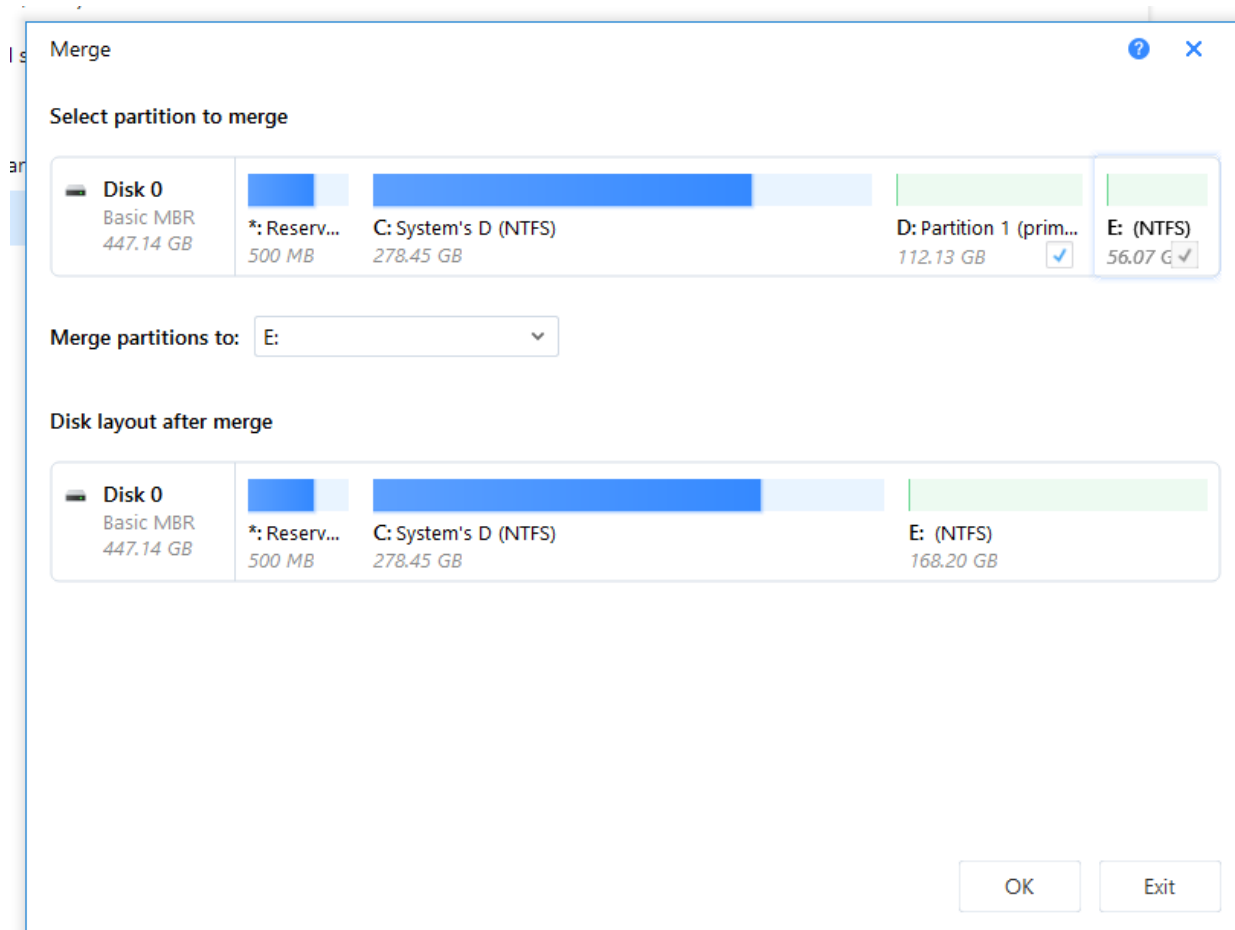 Merge
Select partition to merge
Disk 0
Basic MBR
447.14 GB
*: Reserv...
500 MB
C: System's D (NTFS)
278.45 GB
D: Partition 1 (prim...
112.13 GB
E: (NTFS)
56.07 G
Merge partitions to:
E:
Disk layout after merge
Disk 0
Basic MBR
447.14 GB
*: Reserv...
500 MB
C: System's D (NTFS)
278.45 GB
E: (NTFS)
168.20 GB
OK
Exit